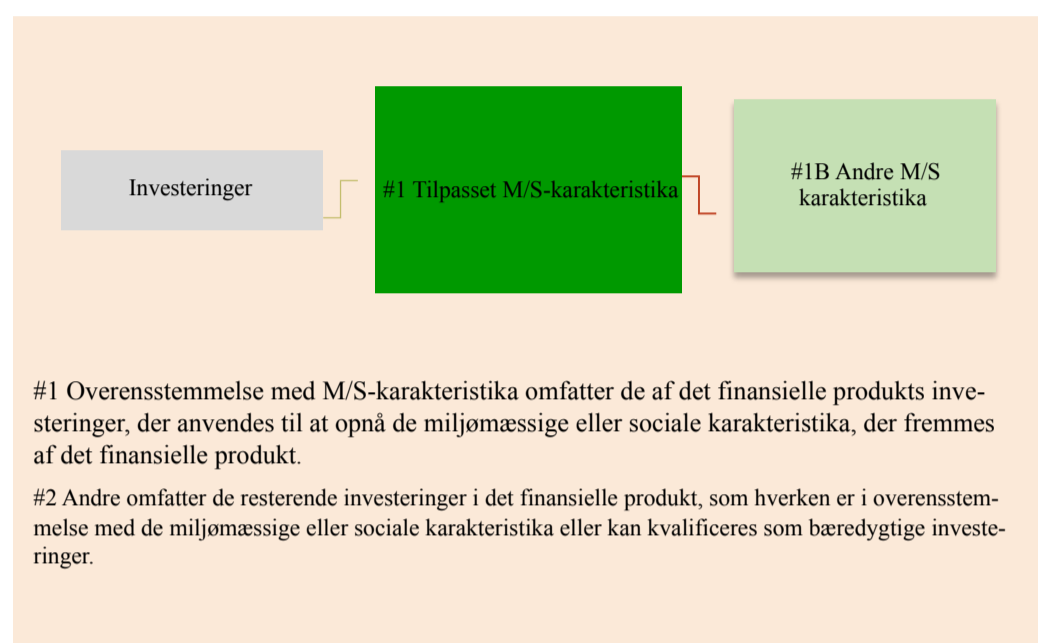 Investeringer
#1 Tilpasset M/S-karakteristika
#1B Andre M/S
karakteristika
#1 Overensstemmelse med M/S-karakteristika omfatter de af det finansielle produkts inve-
steringer, der anvendes til at opnå de miljømæssige eller sociale karakteristika, der fremmes
af det finansielle produkt.
#2 Andre omfatter de resterende investeringer i det finansielle produkt, som hverken er i overensstem-
melse med de miljømæssige eller sociale karakteristika eller kan kvalificeres som bæredygtige investe-
ringer.